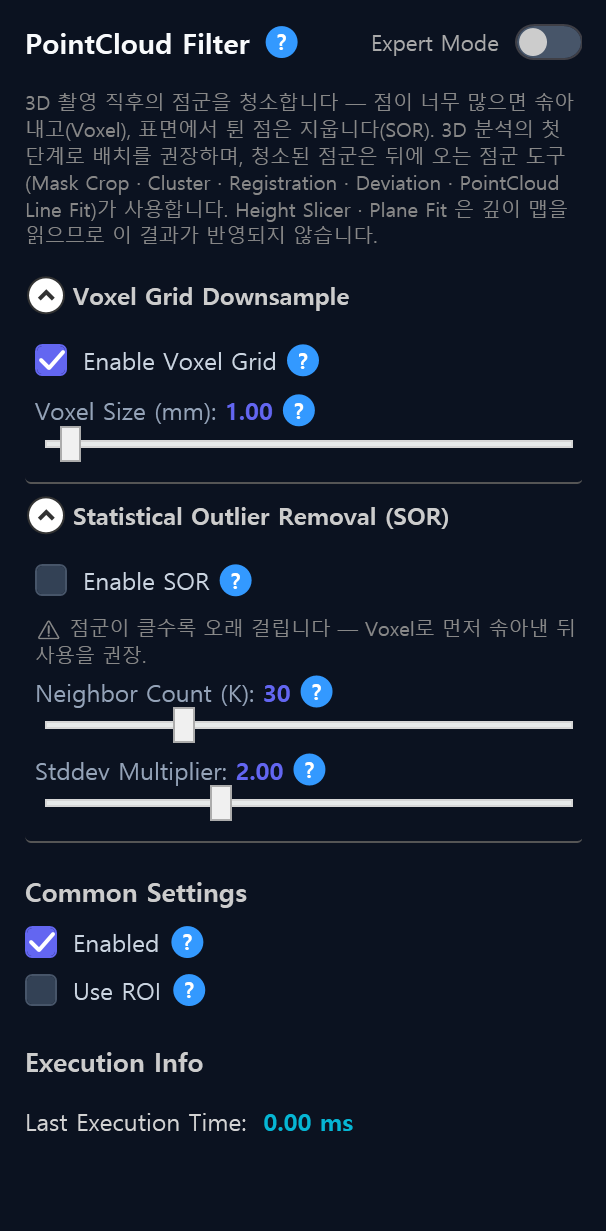 PointCloud Filter ? Expert Mode
3D 촬영 직후의 점군을 청소합니다 — 점이 너무 많으면 솎아
내고(Voxel), 표면에서 튄 점은 지웁니다(SOR). 3D 분석의 첫
단계로 배치를 권장하며, 청소된 점군은 뒤에 오는 점군 도구
(Mask Crop · Cluster · Registration · Deviation · PointCloud
Line Fit)가 사용합니다. Height Slicer · Plane Fit 은 깊이 맵을
읽으므로 이 결과가 반영되지 않습니다.
Voxel Grid Downsample
Enable Voxel Grid ?
Voxel Size (mm): 1.00 ?
Statistical Outlier Removal (SOR)
Enable SOR ?
⚠ 점군이 클수록 오래 걸립니다 — Voxel로 먼저 솎아낸 뒤
사용을 권장.
Neighbor Count (K): 30 ?
Stddev Multiplier: 2.00 ?
Common Settings
Enabled ?
Use ROI ?
Execution Info
Last Execution Time: 0.00 ms